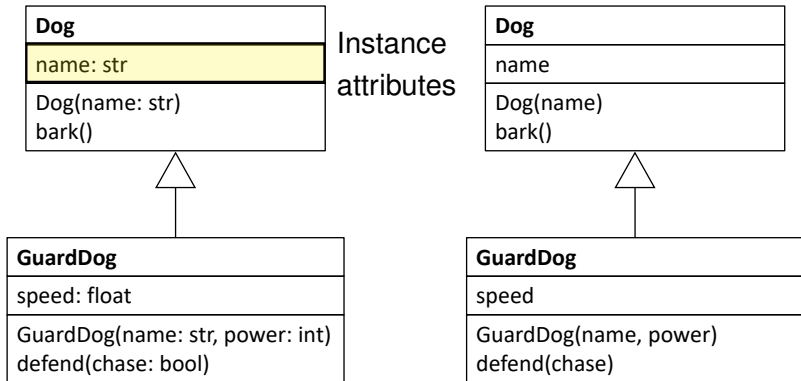 Dog
name: str
Dog(name: str)
bark()
Instance
attributes
GuardDog
speed: float
GuardDog(name: str, power: int)
defend(chase: bool)
Dog
name
Dog(name)
bark()
GuardDog
speed
GuardDog(name, power)
defend(chase)